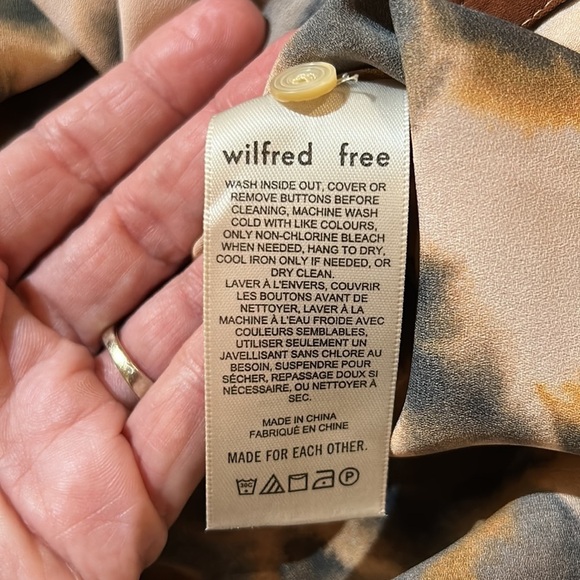 wilfred free
WASH INSIDE OUT, COVER OR
REMOVE BUTTONS BEFORE
CLEANING, MACHINE WASH
COLD WITH LIKE COLOURS,
ONLY NON-CHLORINE BLEACH
WHEN NEEDED, HANG TO DRY,
COOL IRON ONLY IF NEEDED, OR
DRY CLEAN.
LAVER À L'ENVERS, COUVRIR
LES BOUTONS AVANT DE
NETTOYER, LAVER À LA
MACHINE À L'EAU FROIDE AVEC
COULEURS SEMBLABLES,
UTILISER SEULEMENT UN
JAVELLISANT SANS CHLORE AU
BESOIN, SUSPENDRE POUR
SÉCHER, REPASSAGE DOUX SI
NÉCESSAIRE, OU NETTOYER À
SEC.
MADE IN CHINA
FABRIQUÉ EN CHINE
MADE FOR EACH OTHER.
30C P